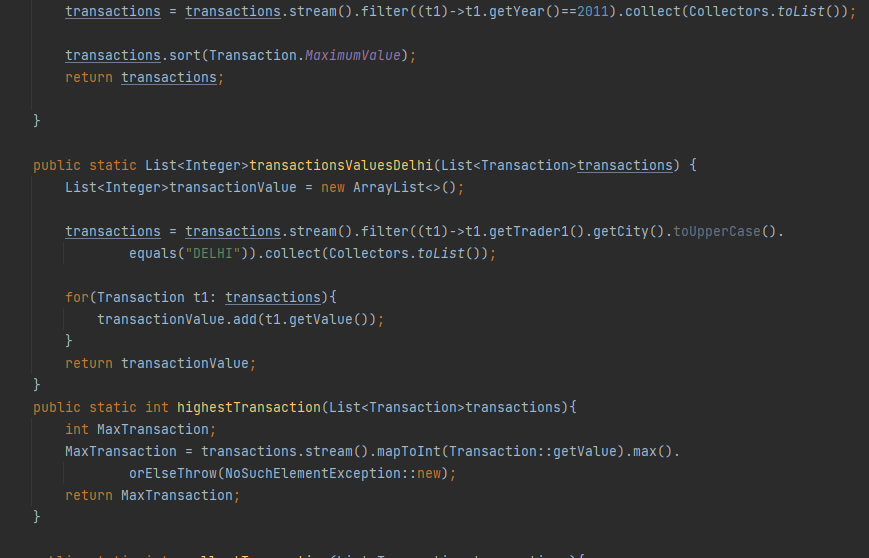 transactions = transactions.stream().filter((t1)->t1.getYear()==2011).collect(Collectors.toList());
transactions.sort(Transaction.MaximumValue);
return transactions;
}
public static List<Integer>transactionsValuesDelhi(List<Transaction>transactions) {
List<Integer>transactionValue = new ArrayList<>();
transactions = transactions.stream().filter((t1)->t1.getTrader1().getCity().toUpperCase().
equals("DELHI")).collect(Collectors.toList());
for(Transaction t1: transactions){
transactionValue.add(t1.getValue());
}
return transactionValue;
}
public static int highestTransaction(List<Transaction>transactions){
int MaxTransaction;
MaxTransaction = transactions.stream().mapToInt(Transaction::getValue).max().
orElseThrow(NoSuchElementException::new);
return MaxTransaction;
}